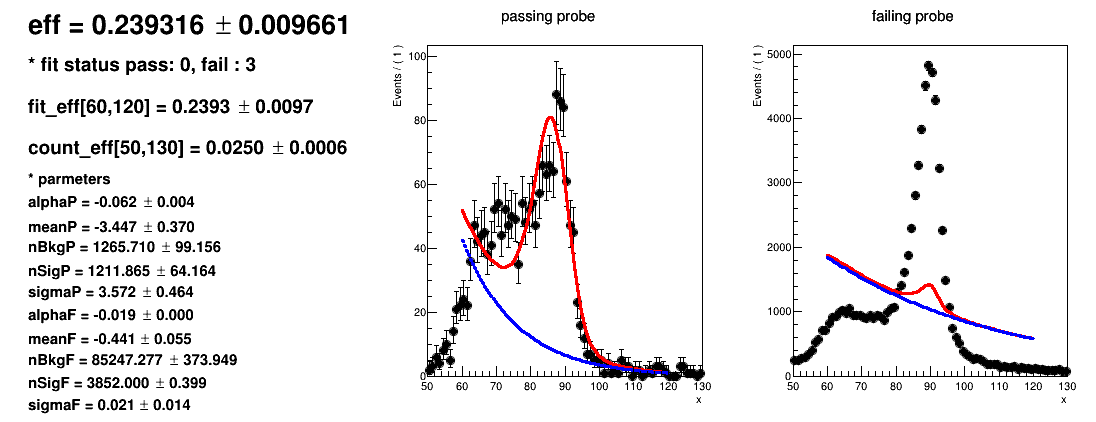 eff = 0.239316 ± 0.009661
* fit status pass: 0, fail : 3
fit_eff[60,120] = 0.2393 ± 0.0097
count_eff[50,130] = 0.0250 ± 0.0006
* parmeters
alphaP = -0.062 ± 0.004
meanP = -3.447 ± 0.370
nBkgP = 1265.710 ± 99.156
nSigP = 1211.865 ± 64.164
sigmaP = 3.572 ± 0.464
alphaF = -0.019 ± 0.000
meanF = -0.441 ± 0.055
nBkgF = 85247.277 ± 373.949
nSigF = 3852.000 ± 0.399
sigmaF = 0.021 ± 0.014
passing probe
Events / ( 1 )
100
80
60
40
20
0
50 60 70 80 90 100 110 120 130
x
failing probe
Events / ( 1 )
5000
4000
3000
2000
1000
0
50 60 70 80 90 100 110 120 130
x